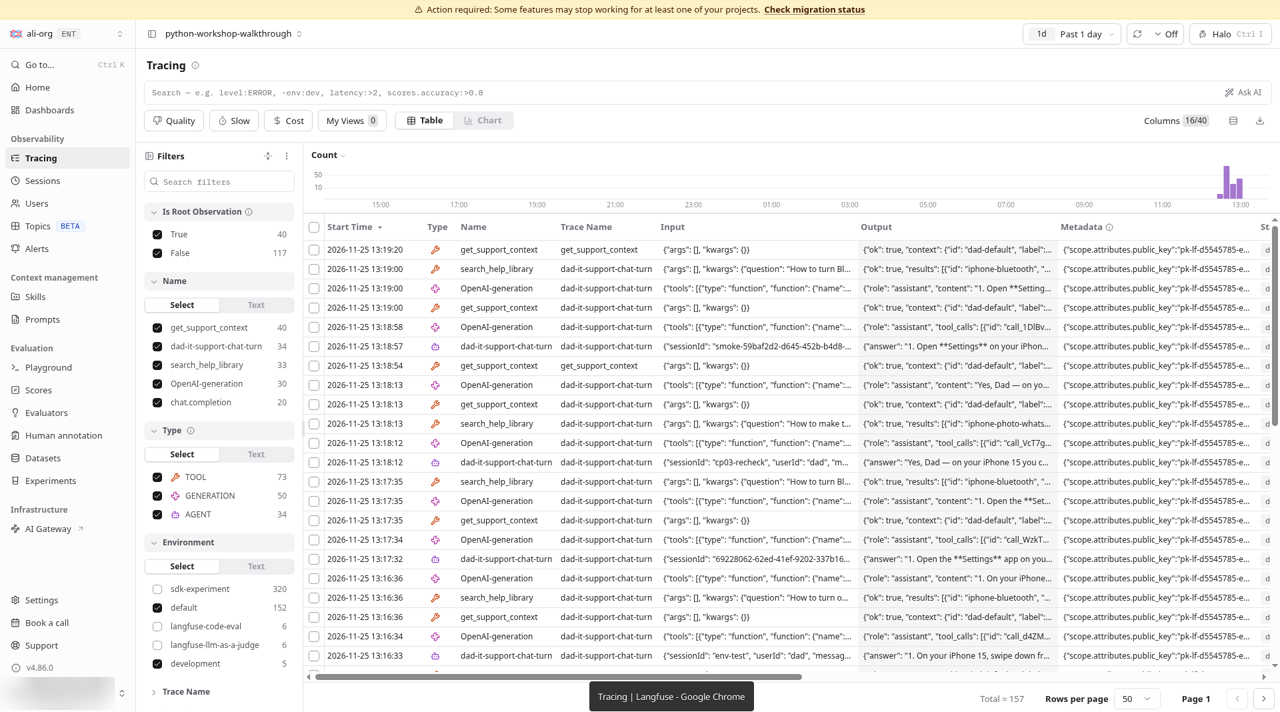 Action required: Some features may stop working for at least one of your projects. Check migration status
ali-org ENT
python-workshop-walkthrough
1d Past 1 day
Off
Halo Ctrl I
Go to... Ctrl K
Home
Dashboards
Observability
Tracing
Sessions
Users
Topics BETA
Alerts
Context management
Skills
Prompts
Evaluation
Playground
Scores
Evaluators
Human annotation
Datasets
Experiments
Infrastructure
AI Gateway
Settings
Book a call
Support
v4.86.0
Tracing
Search — e.g. level:ERROR, -env:dev, latency:>2, scores.accuracy:>0.8
Ask AI
Quality
Slow
Cost
My Views 0
Table
Chart
Columns 16/40
Filters
Search filters
Is Root Observation
True 40
False 117
Name
Select Text
get_support_context 40
dad-it-support-chat-turn 34
search_help_library 33
OpenAI-generation 30
chat.completion 20
Type
Select Text
TOOL 73
GENERATION 50
AGENT 34
Environment
Select Text
sdk-experiment 320
default 152
langfuse-code-eval 6
langfuse-llm-as-a-judge 6
development 5
Trace Name
Count
50
10
15:00 17:00 19:00 21:00 23:00 01:00 03:00 05:00 07:00 09:00 11:00 13:00
Start Time Type Name Trace Name Input Output Metadata St
2026-11-25 13:19:20 get_support_context get_support_context {"args": [], "kwargs": {}} {"ok": true, "context": {"id": "dad-default", "label":... {"scope.attributes.public_key":"pk-lf-d5545785-e... d
2026-11-25 13:19:00 search_help_library dad-it-support-chat-turn {"args": [], "kwargs": {"question": "How to turn Bl... {"ok": true, "results": [{"id": "iphone-bluetooth", "... {"scope.attributes.public_key":"pk-lf-d5545785-e... d
2026-11-25 13:19:00 OpenAI-generation dad-it-support-chat-turn {"tools": [{"type": "function", "function": {"name":... {"role": "assistant", "content": "1. Open **Setting... {"scope.attributes.public_key":"pk-lf-d5545785-e... d
2026-11-25 13:19:00 get_support_context dad-it-support-chat-turn {"args": [], "kwargs": {}} {"ok": true, "context": {"id": "dad-default", "label":... {"scope.attributes.public_key":"pk-lf-d5545785-e... d
2026-11-25 13:18:58 OpenAI-generation dad-it-support-chat-turn {"tools": [{"type": "function", "function": {"name":... {"role": "assistant", "tool_calls": [{"id": "call_1DlBv... {"scope.attributes.public_key":"pk-lf-d5545785-e... d
2026-11-25 13:18:57 dad-it-support-chat-turn dad-it-support-chat-turn {"sessionId": "smoke-59baf2d2-d645-452b-b4d8-... {"answer": "1. Open **Settings** on your iPhon... {"scope.attributes.public_key":"pk-lf-d5545785-e... d
2026-11-25 13:18:54 get_support_context get_support_context {"args": [], "kwargs": {}} {"ok": true, "context": {"id": "dad-default", "label":... {"scope.attributes.public_key":"pk-lf-d5545785-e... d
2026-11-25 13:18:13 OpenAI-generation dad-it-support-chat-turn {"tools": [{"type": "function", "function": {"name":... {"role": "assistant", "content": "Yes, Dad — on yo... {"scope.attributes.public_key":"pk-lf-d5545785-e... d
2026-11-25 13:18:13 get_support_context dad-it-support-chat-turn {"args": [], "kwargs": {}} {"ok": true, "context": {"id": "dad-default", "label":... {"scope.attributes.public_key":"pk-lf-d5545785-e... d
2026-11-25 13:18:13 search_help_library dad-it-support-chat-turn {"args": [], "kwargs": {"question": "How to make t... {"ok": true, "results": [{"id": "iphone-photo-whats... {"scope.attributes.public_key":"pk-lf-d5545785-e... d
2026-11-25 13:18:12 OpenAI-generation dad-it-support-chat-turn {"tools": [{"type": "function", "function": {"name":... {"role": "assistant", "tool_calls": [{"id": "call_VcT7g... {"scope.attributes.public_key":"pk-lf-d5545785-e... d
2026-11-25 13:18:12 dad-it-support-chat-turn dad-it-support-chat-turn {"sessionId": "cp03-recheck", "userId": "dad", "m... {"answer": "Yes, Dad — on your iPhone 15 you c... {"scope.attributes.public_key":"pk-lf-d5545785-e... d
2026-11-25 13:17:35 search_help_library dad-it-support-chat-turn {"args": [], "kwargs": {"question": "How to turn Bl... {"ok": true, "results": [{"id": "iphone-bluetooth", "... {"scope.attributes.public_key":"pk-lf-d5545785-e... d
2026-11-25 13:17:35 OpenAI-generation dad-it-support-chat-turn {"tools": [{"type": "function", "function": {"name":... {"role": "assistant", "content": "1. Open the **Set... {"scope.attributes.public_key":"pk-lf-d5545785-e... d
2026-11-25 13:17:35 get_support_context dad-it-support-chat-turn {"args": [], "kwargs": {}} {"ok": true, "context": {"id": "dad-default", "label":... {"scope.attributes.public_key":"pk-lf-d5545785-e... d
2026-11-25 13:17:34 OpenAI-generation dad-it-support-chat-turn {"tools": [{"type": "function", "function": {"name":... {"role": "assistant", "tool_calls": [{"id": "call_WzkT... {"scope.attributes.public_key":"pk-lf-d5545785-e... d
2026-11-25 13:17:32 dad-it-support-chat-turn dad-it-support-chat-turn {"sessionId": "69228062-62ed-41ef-9202-337b16... {"answer": "1. Open the **Settings** app on you... {"scope.attributes.public_key":"pk-lf-d5545785-e... d
2026-11-25 13:16:36 OpenAI-generation dad-it-support-chat-turn {"tools": [{"type": "function", "function": {"name":... {"role": "assistant", "content": "1. On your iPhone... {"scope.attributes.public_key":"pk-lf-d5545785-e... d
2026-11-25 13:16:36 search_help_library dad-it-support-chat-turn {"args": [], "kwargs": {"question": "How to turn o... {"ok": true, "results": [{"id": "iphone-bluetooth", "... {"scope.attributes.public_key":"pk-lf-d5545785-e... d
2026-11-25 13:16:36 get_support_context dad-it-support-chat-turn {"args": [], "kwargs": {}} {"ok": true, "context": {"id": "dad-default", "label":... {"scope.attributes.public_key":"pk-lf-d5545785-e... d
2026-11-25 13:16:34 OpenAI-generation dad-it-support-chat-turn {"tools": [{"type": "function", "function": {"name":... {"role": "assistant", "tool_calls": [{"id": "call_d4ZM... {"scope.attributes.public_key":"pk-lf-d5545785-e... d
2026-11-25 13:16:33 dad-it-support-chat-turn dad-it-support-chat-turn {"sessionId": "env-test", "userId": "dad", "messag... {"answer": "1. On your iPhone 15, swipe down fr... {"scope.attributes.public_key":"pk-lf-d5545785-e... d
Tracing | Langfuse - Google Chrome
Total ≈ 157
Rows per page 50
Page 1